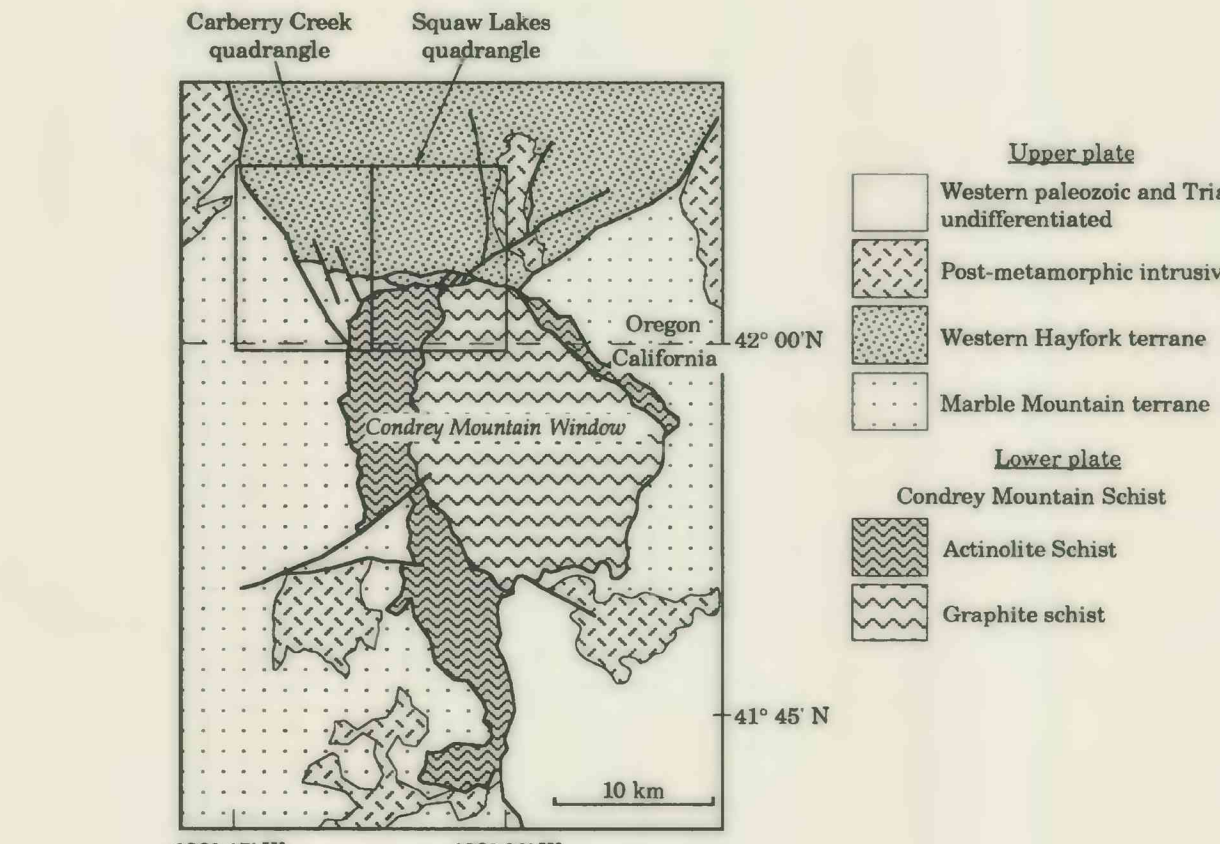 Carberry Creek
quadrangle
Squaw Lakes
quadrangle
Oregon
California
42° 00'N
Condrey Mountain Window
41° 45' N
10 km
Upper plate
Western paleozoic and
undifferentiated
Post-metamorphic
Western Hayfork terrane
Marble Mountain terrane
Lower plate
Condrey Mountain Schist
Actinolite Schist
Graphite schist